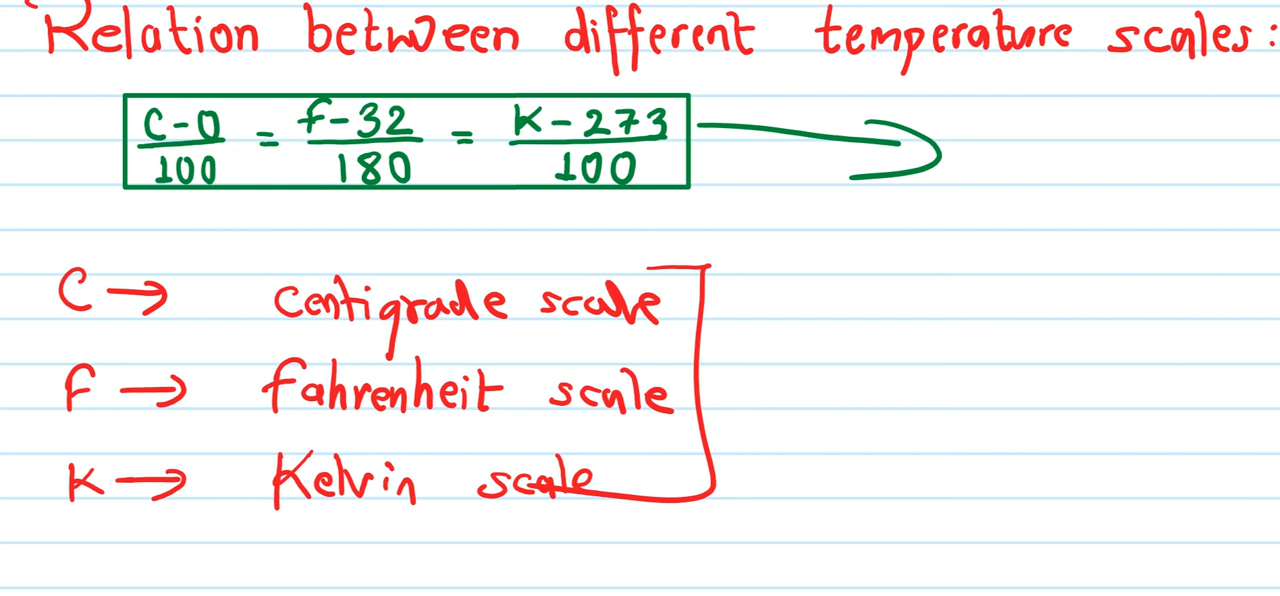 Relation between different temperature scales:
C-0/100 = F-32/180 = K-273/100
C → Centigrade scale
F → Fahrenheit scale
K → Kelvin scale